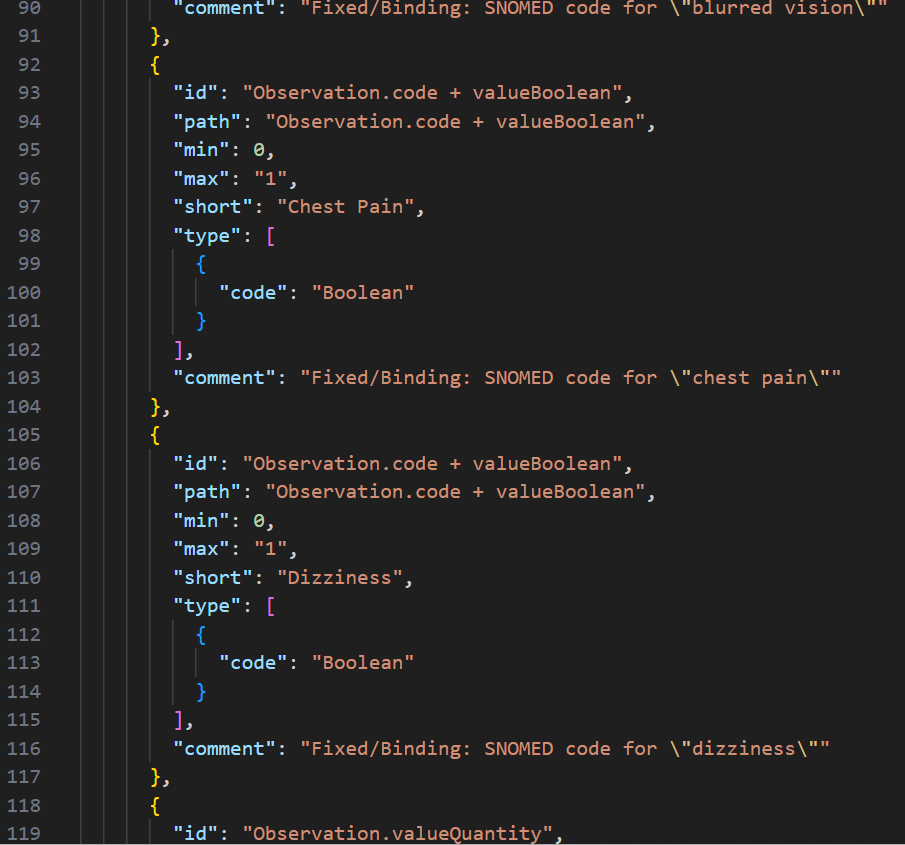 90 "comment": "Fixed/Binding: SNOMED code for \"blurred vision\""
91 },
92 {
93 "id": "Observation.code + valueBoolean",
94 "path": "Observation.code + valueBoolean",
95 "min": 0,
96 "max": "1",
97 "short": "Chest Pain",
98 "type": [
99 {
100 "code": "Boolean"
101 }
102 ],
103 "comment": "Fixed/Binding: SNOMED code for \"chest pain\""
104 },
105 {
106 "id": "Observation.code + valueBoolean",
107 "path": "Observation.code + valueBoolean",
108 "min": 0,
109 "max": "1",
110 "short": "Dizziness",
111 "type": [
112 {
113 "code": "Boolean"
114 }
115 ],
116 "comment": "Fixed/Binding: SNOMED code for \"dizziness\""
117 },
118 {
119 "id": "Observation.valueQuantity",